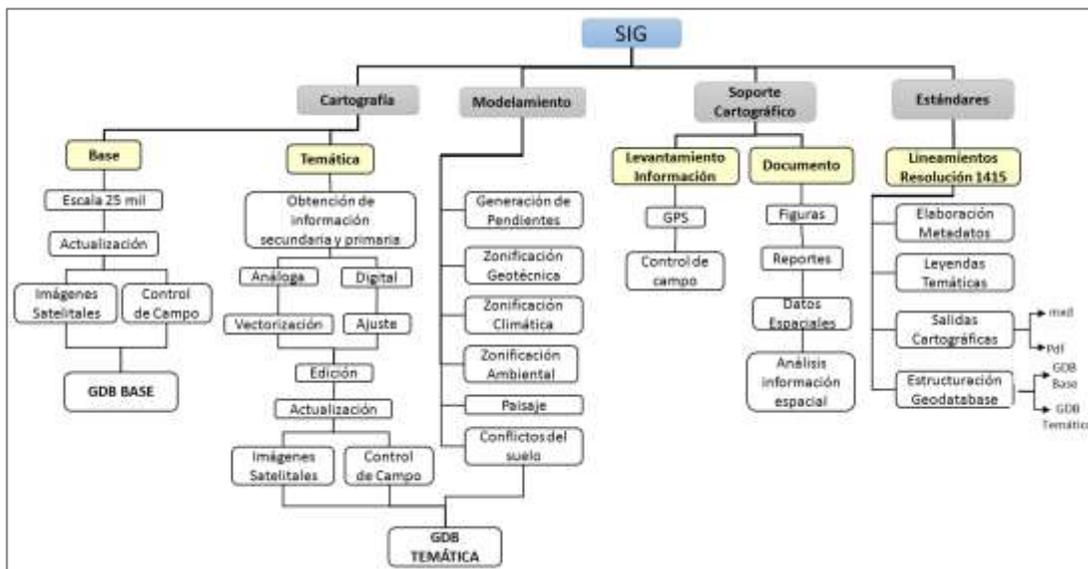 SIG
Cartografía
Modelamiento
Soporte
Cartográfico
Estándares
Base
Escala 25 mil
Actualización
Imágenes
Satelitales
Control
de Campo
GDB BASE
Temática
Obtención de
información
secundaria y primaria
Análoga
Digital
Vectorización
Ajuste
Edición
Actualización
Imágenes
Satelitales
Control
de Campo
GDB
TEMÁTICA
Generación de
Pendientes
Zonificación
Geotécnica
Zonificación
Climática
Zonificación
Ambiental
Paisaje
Conflictos del
suelo
Levantamiento
Información
GPS
Control de
campo
Documento
Figuras
Reportes
Datos
Espaciales
Análisis
información
espacial
Lineamientos
Resolución 1415
Elaboración
Metadatos
Leyendas
Temáticas
Salidas
Cartográficas
mxd
Pdf
Estructuración
Geodatabase
GDB
Base
GDB
Temático